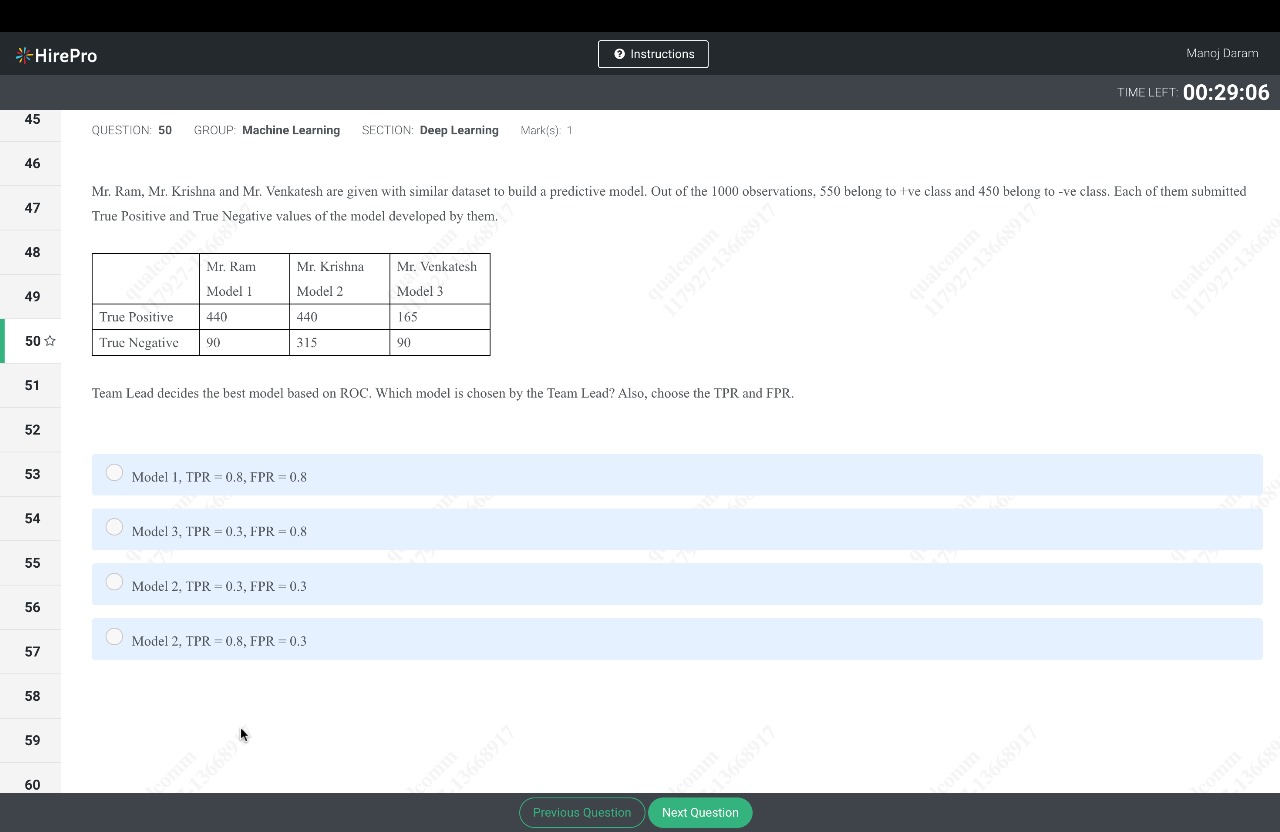 HirePro
Instructions
Manoj Daram
TIME LEFT: 00:29:06
45
46
47
48
49
50
51
52
53
54
55
56
57
58
59
60
QUESTION: 50 GROUP: Machine Learning SECTION: Deep Learning Mark(s): 1
Mr. Ram, Mr. Krishna and Mr. Venkatesh are given with similar dataset to build a predictive model. Out of the 1000 observations, 550 belong to +ve class and 450 belong to -ve class. Each of them submitted
True Positive and True Negative values of the model developed by them.
Mr. Ram Mr. Krishna Mr. Venkatesh
Model 1 Model 2 Model 3
True Positive 440 440 165
True Negative 90 315 90
Team Lead decides the best model based on ROC. Which model is chosen by the Team Lead? Also, choose the TPR and FPR.
Model 1, TPR = 0.8, FPR = 0.8
Model 3, TPR = 0.3, FPR = 0.8
Model 2, TPR = 0.3, FPR = 0.3
Model 2, TPR = 0.8, FPR = 0.3
qualcomm
117927-13668917
qualcomm
117927-13668917
qualcomm
117927-13668917
Previous Question Next Question